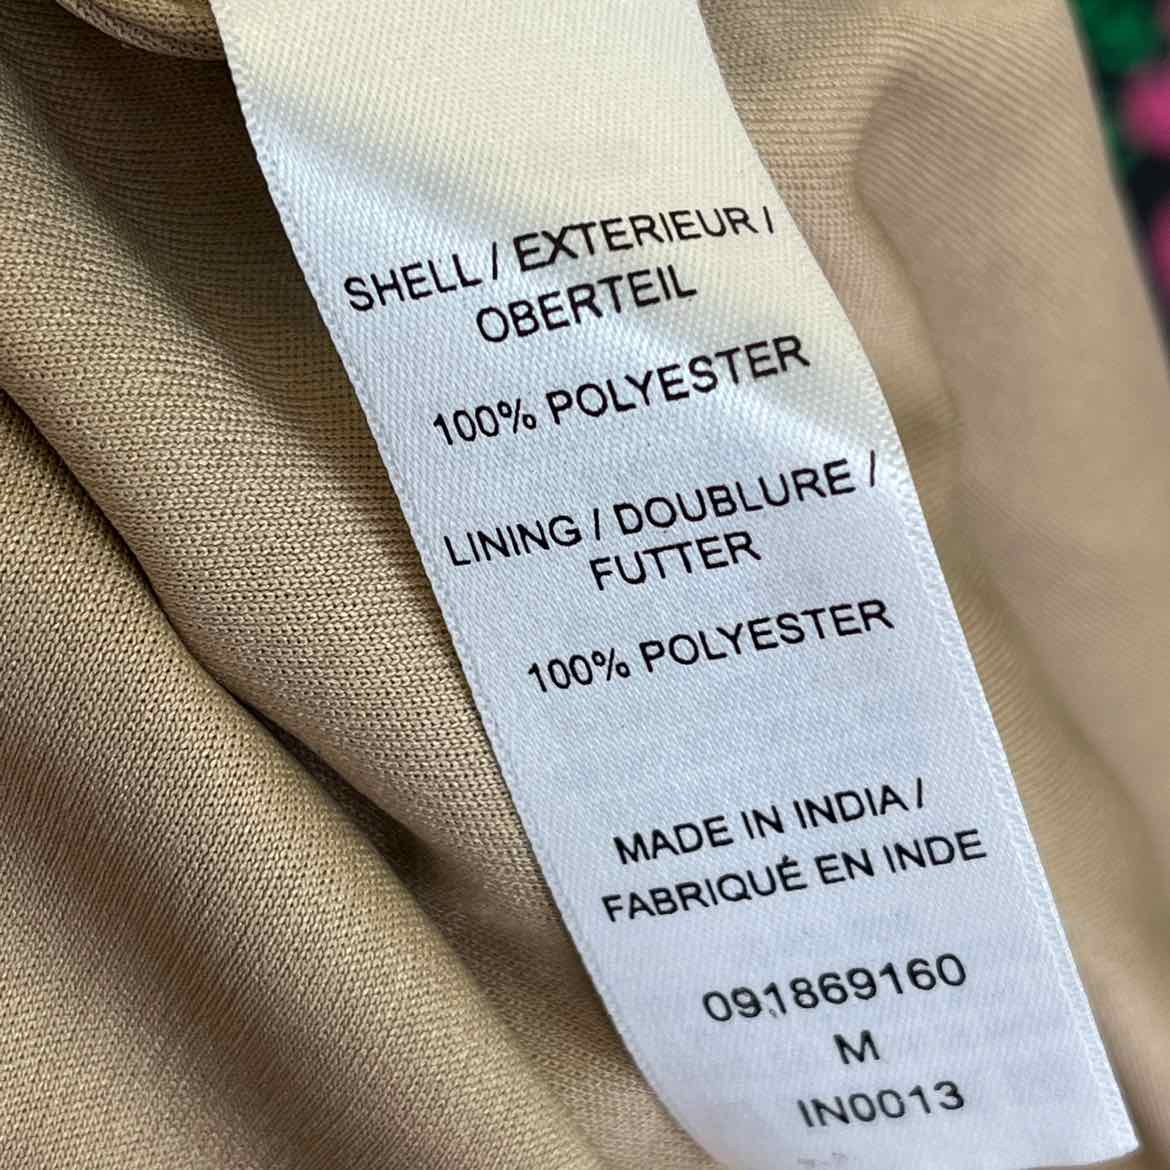 SHELL / EXTERIEUR /
OBERTEIL
100% POLYESTER
LINING / DOUBLURE /
FUTTER
100% POLYESTER
MADE IN INDIA /
FABRIQUÉ EN INDE
091869160
M
IN0013